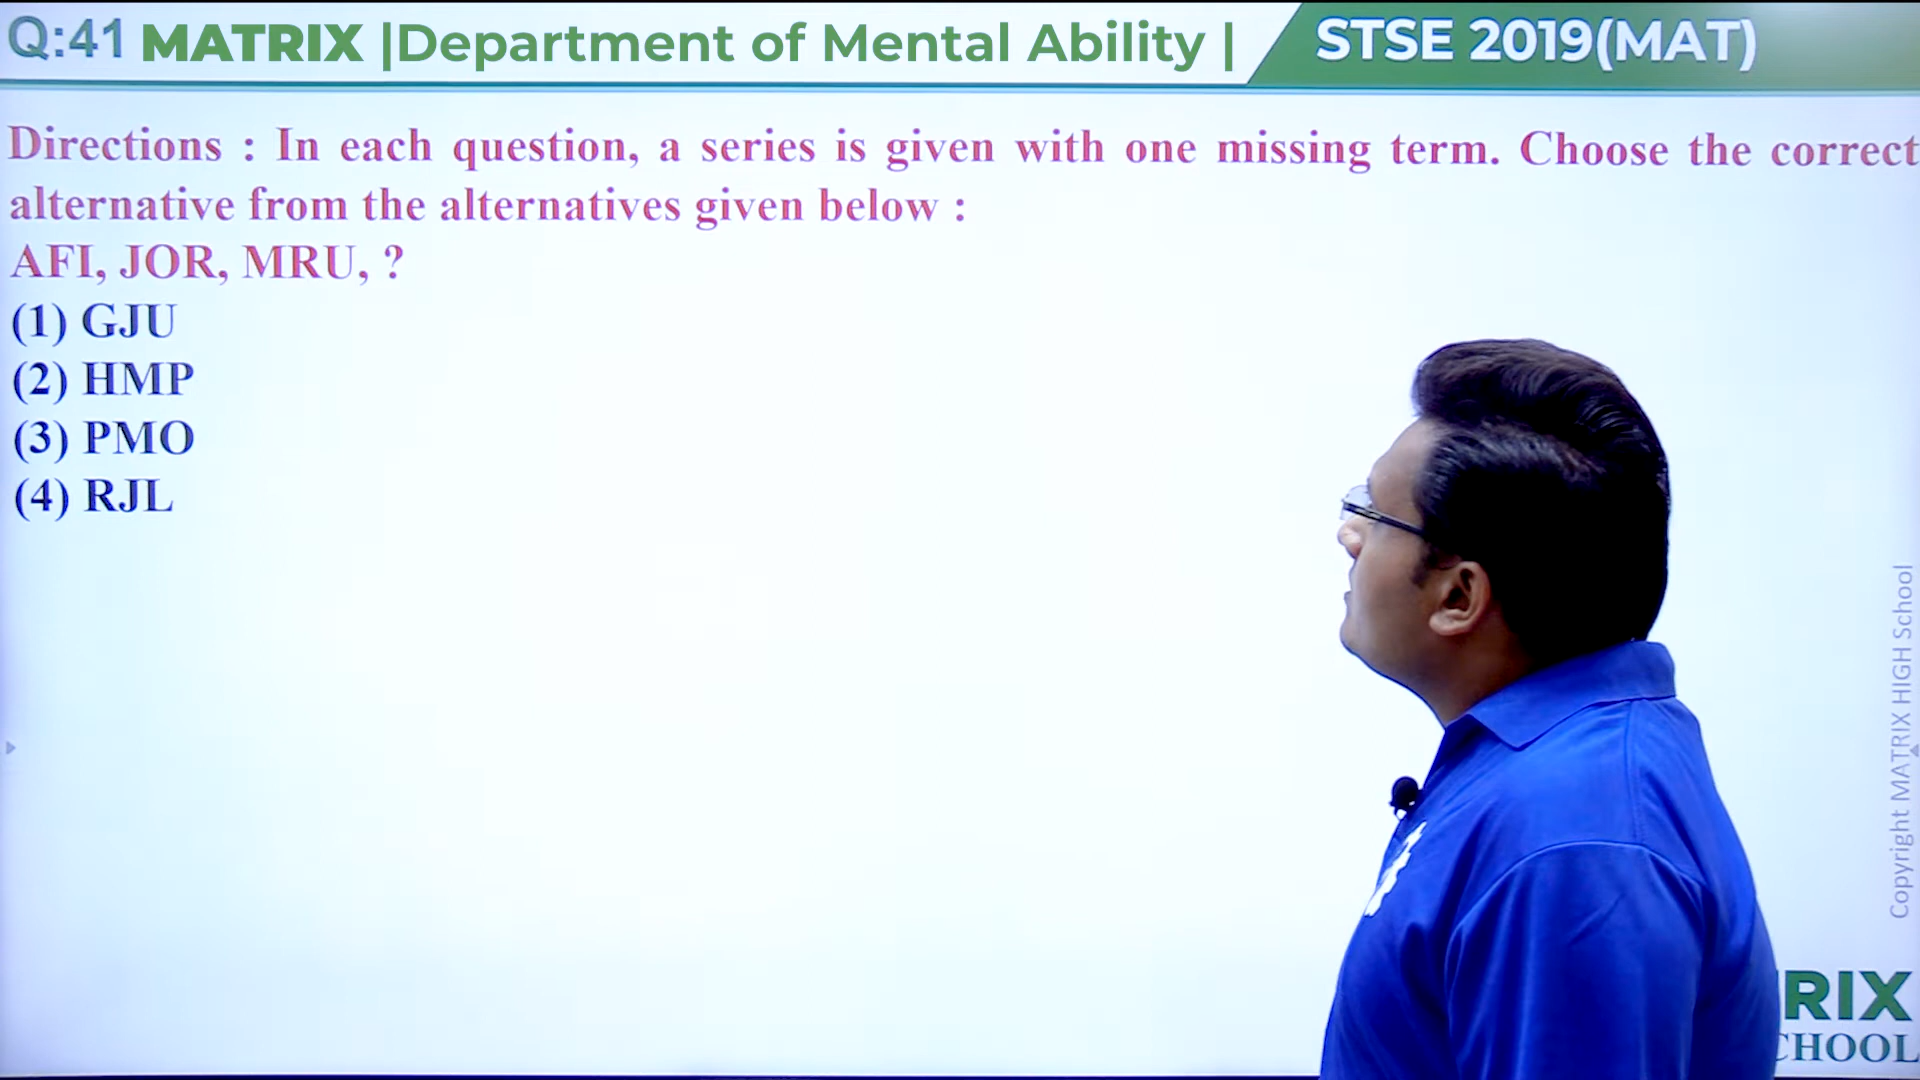 Q:41 MATRIX |Department of Mental Ability | STSE 2019(MAT)
Directions : In each question, a series is given with one missing term. Choose the correct
alternative from the alternatives given below :
AFI, JOR, MRU, ?
(1) GJU
(2) HMP
(3) PMO
(4) RJL
Copyright MATRIX HIGH School
RIX
CHOOL